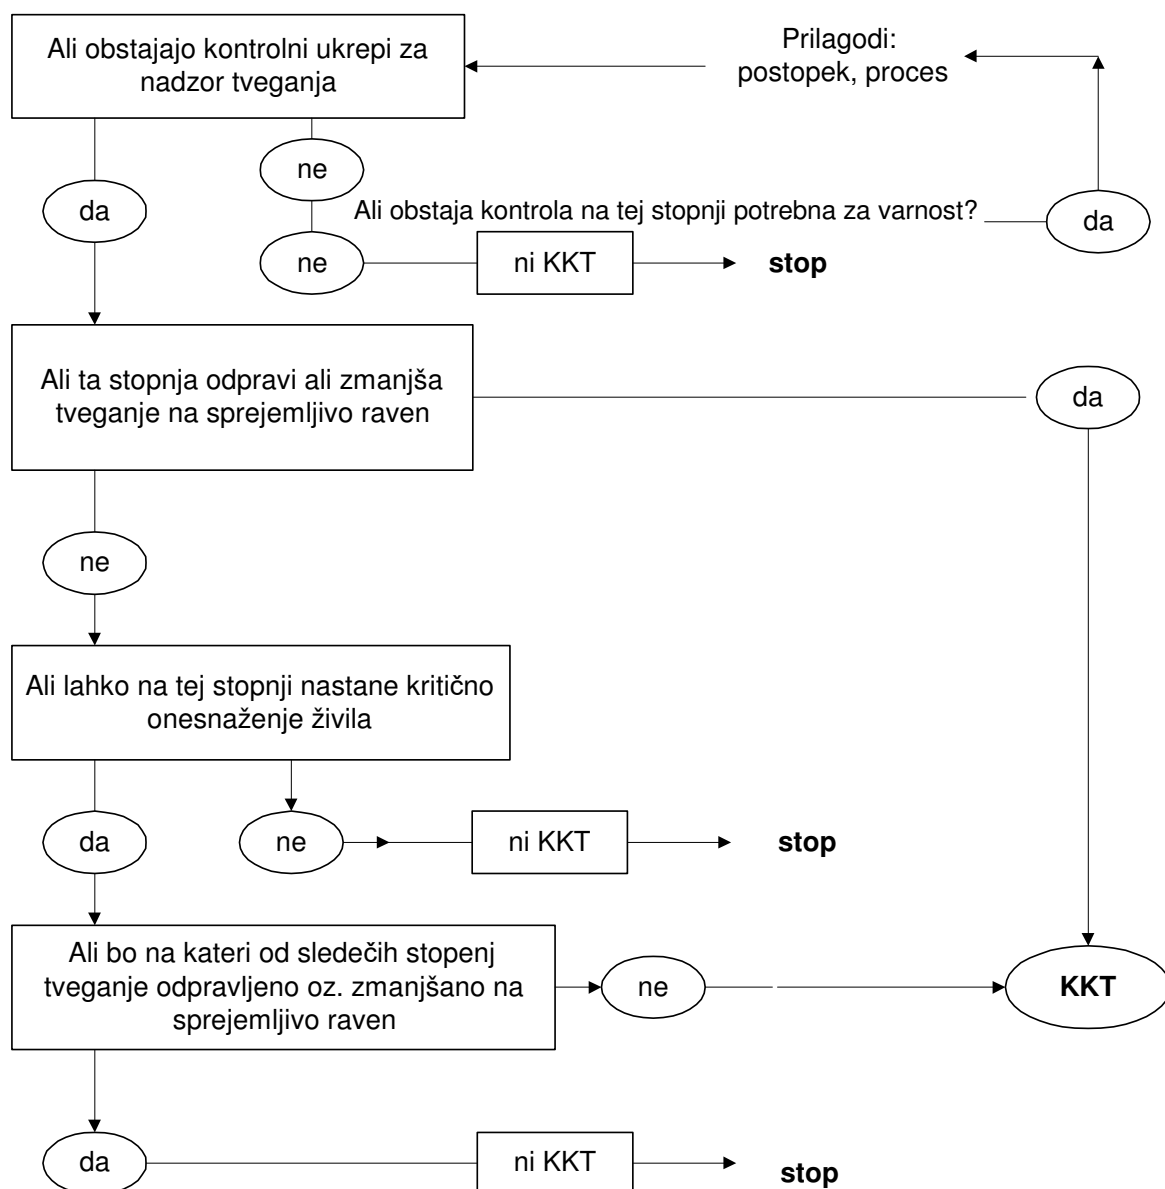 Ali obstajajo kontrolni ukrepi za
nadzor tveganja
Prilagodi:
postopek, proces
ne
da
Ali obstaja kontrola na tej stopnji potrebna za varnost?
da
ne
ni KKT
stop
Ali ta stopnja odpravi ali zmanjša
tveganje na sprejemljivo raven
da
ne
Ali lahko na tej stopnji nastane kritično
onesnaženje živila
da
ne
ni KKT
stop
Ali bo na kateri od sledečih stopenj
tveganje odpravljeno oz. zmanjšano na
sprejemljivo raven
ne
KKT
da
ni KKT
stop